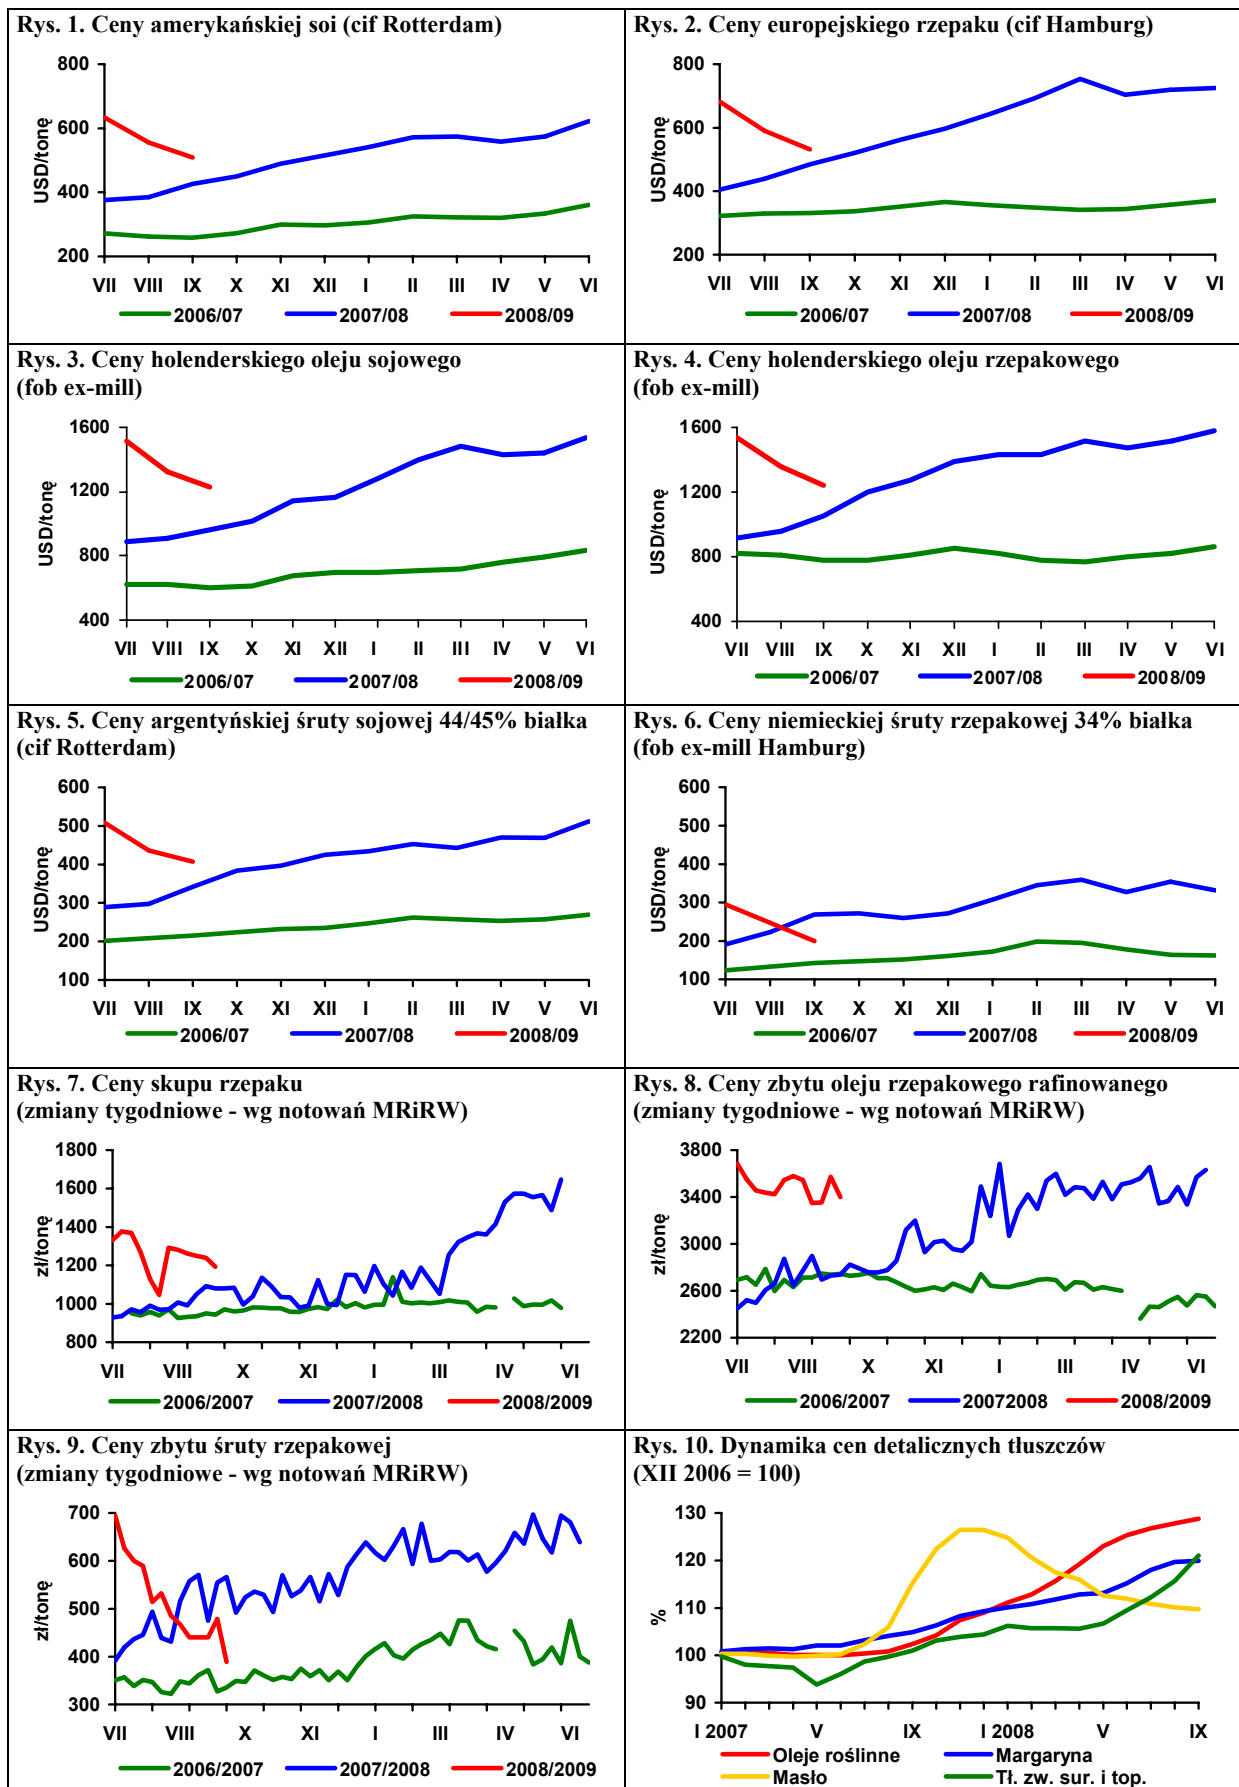 Rys. 1. Ceny amerykańskiej soi (cif Rotterdam)
800
600
400
200
USD/tonę
VII VIII IX X XI XII I II III IV V VI
2006/07 2007/08 2008/09
Rys. 2. Ceny europejskiego rzepaku (cif Hamburg)
800
600
400
200
USD/tonę
VII VIII IX X XI XII I II III IV V VI
2006/07 2007/08 2008/09
Rys. 3. Ceny holenderskiego oleju sojowego
(fob ex-mill)
1600
1200
800
400
USD/tonę
VII VIII IX X XI XII I II III IV V VI
2006/07 2007/08 2008/09
Rys. 4. Ceny holenderskiego oleju rzepakowego
(fob ex-mill)
1600
1200
800
400
USD/tonę
VII VIII IX X XI XII I II III IV V VI
2006/07 2007/08 2008/09
Rys. 5. Ceny argentyńskiej śruty sojowej 44/45% białka
(cif Rotterdam)
600
500
400
300
200
100
USD/tonę
VII VIII IX X XI XII I II III IV V VI
2006/07 2007/08 2008/09
Rys. 6. Ceny niemieckiej śruty rzepakowej 34% białka
(fob ex-mill Hamburg)
600
500
400
300
200
100
USD/tonę
VII VIII IX X XI XII I II III IV V VI
2006/07 2007/08 2008/09
Rys. 7. Ceny skupu rzepaku
(zmiany tygodniowe - wg notowań MRiRW)
1800
1600
1400
1200
1000
800
zł/tonę
VII VIII X XI I III IV VI
2006/2007 2007/2008 2008/2009
Rys. 8. Ceny zbytu oleju rzepakowego rafinowanego
(zmiany tygodniowe - wg notowań MRiRW)
3800
3400
3000
2600
2200
zł/tonę
VII VIII X XI I III IV VI
2006/2007 2007/2008 2008/2009
Rys. 9. Ceny zbytu śruty rzepakowej
(zmiany tygodniowe - wg notowań MRiRW)
700
600
500
400
300
zł/tonę
VII VIII X XI I III IV VI
2006/2007 2007/2008 2008/2009
Rys. 10. Dynamika cen detalicznych tłuszczów
(XII 2006 = 100)
130
120
110
100
90
%
I 2007 V IX I 2008 V IX
Oleje roślinne Margaryna
Masło Tł. zw. sur. i top.